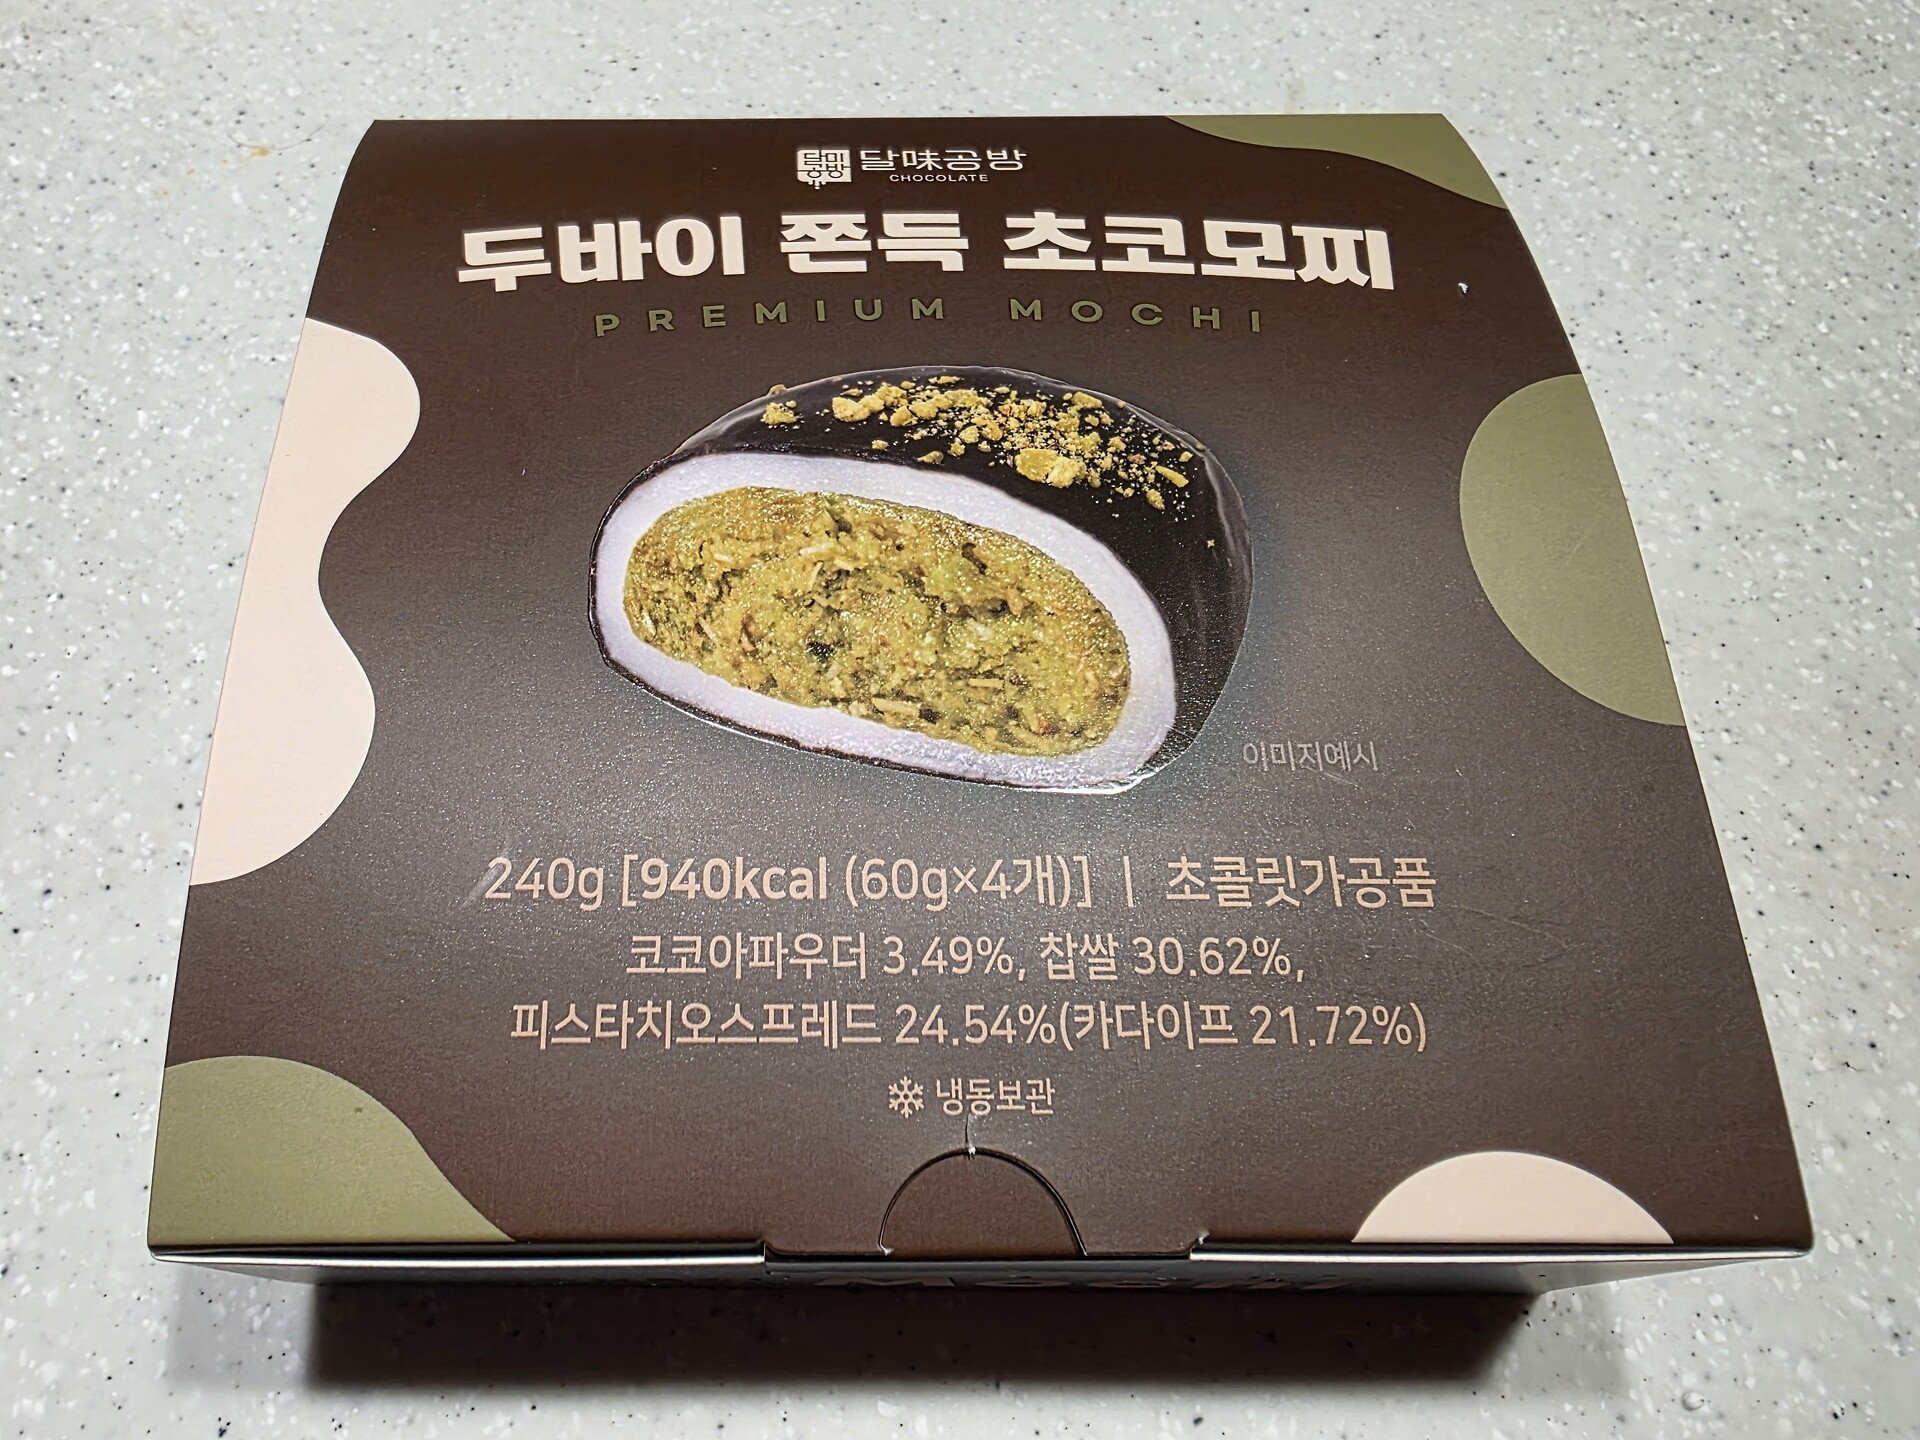 달미공방
달味공방
CHOCOLATE
두바이 쫀득 초코모찌
PREMIUM MOCHI
이미지예시
240g [940kcal (60g×4개)] | 초콜릿가공품
코코아파우더 3.49%, 찹쌀 30.62%,
피스타치오스프레드 24.54%(카다이프 21.72%)
냉동보관